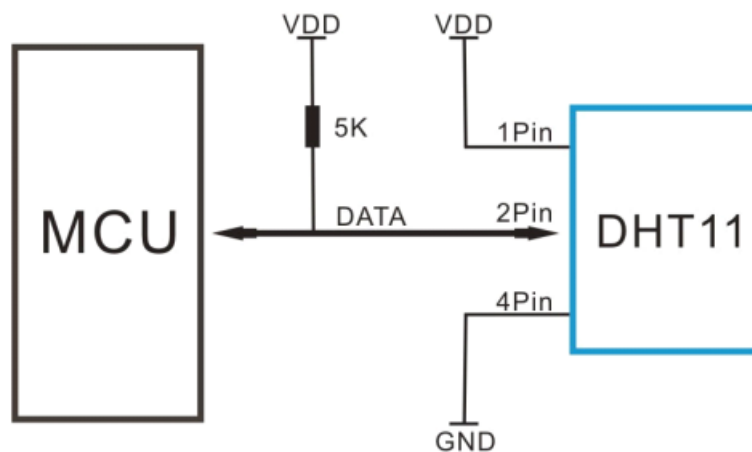 VDD
VDD
5K
1Pin
MCU
DATA
2Pin
DHT11
4Pin
GND